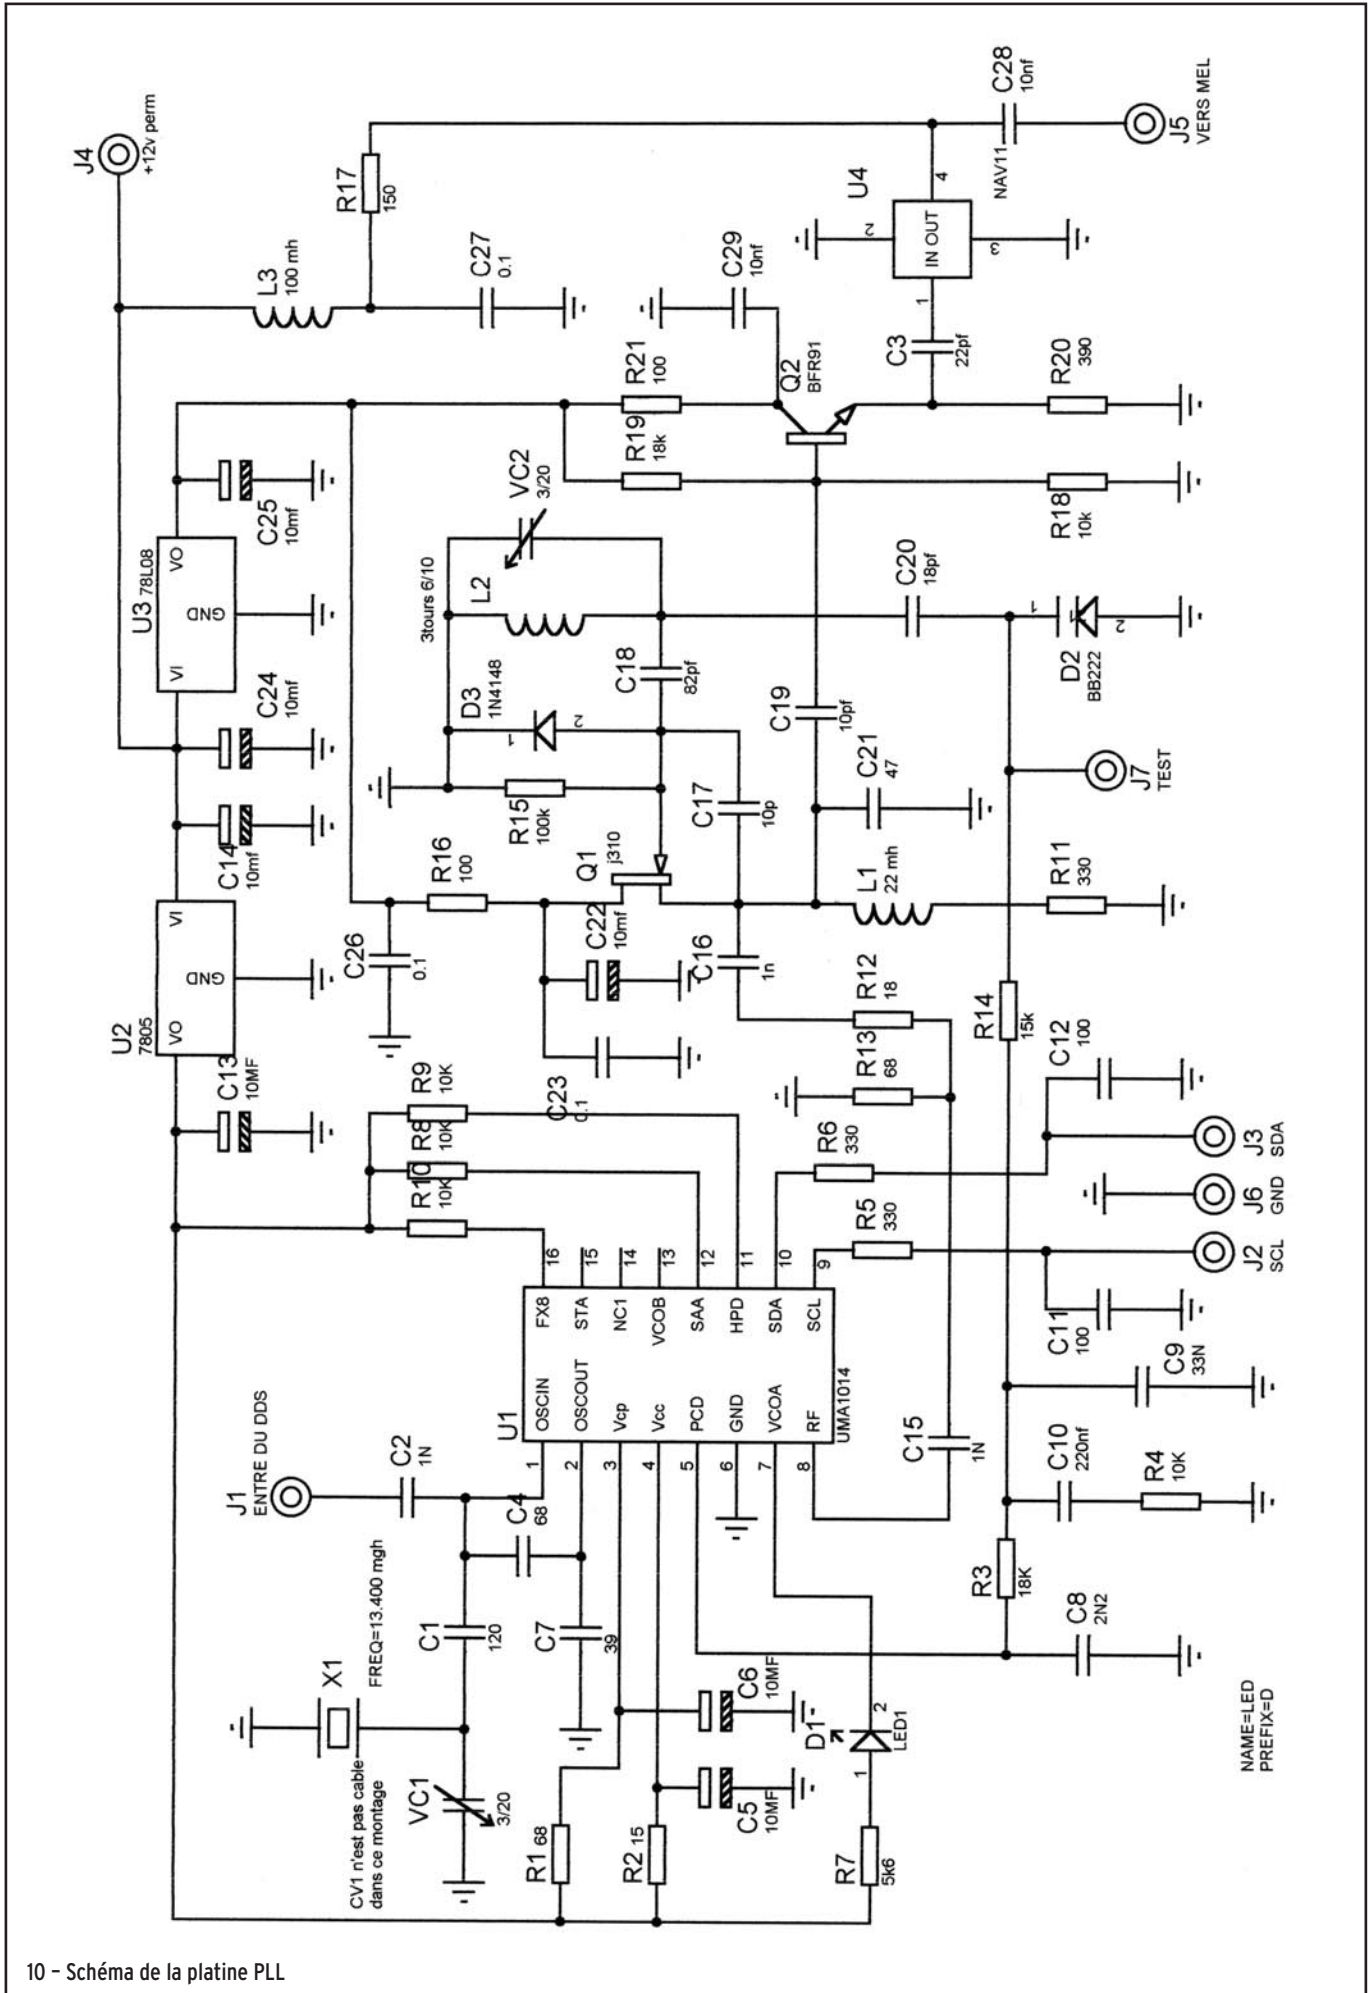 J4
+12v perm
R17
150
C28
10nf
J5
VERS MEL
NAV11
U4
IN OUT
1
2
3
4
L3
100 mh
C27
0.1
C29
10nf
Q2
BFR91
C3
22pf
R20
390
R21
100
R19
18k
R18
10k
VC2
3/20
U3
78L08
VI
GND
VO
C25
10mf
C24
10mf
C14
10mf
3tours 6/10
L2
D3
1N4148
1
2
C18
82pf
C20
18pf
D2
BB222
1
1
2
R15
100k
C17
10p
C19
10pf
C21
47
J7
TEST
R16
100
Q1
j310
L1
22 mh
R11
330
U2
7805
VO
GND
VI
C13
10MF
C26
0.1
C22
10mf
C23
0.1
C16
1n
R12
18
R13
68
R14
15k
C12
100
R9
10K
R8
10K
R10
10K
R6
330
R5
330
J3
SDA
J6
GND
J2
SCL
C11
100
C9
33N
J1
ENTRE DU DDS
C2
1N
C4
68
U1
OSCIN
OSCOUT
Vcp
Vcc
PCD
GND
VCOA
RF
1
2
3
4
5
6
7
8
FX8
STA
NC1
VCOB
SAA
HPD
SDA
SCL
16
15
14
13
12
11
10
9
UMA1014
C15
1N
C10
220nf
R4
10K
R3
18K
C8
2N2
X1
FREQ=13.400 mgh
C1
120
C7
39
CV1 n'est pas cable
dans ce montage
VC1
3/20
C6
10MF
C5
10MF
D1
LED1
1
2
R1
68
R2
15
R7
5k6
NAME=LED
PREFIX=D
10 – Schéma de la platine PLL